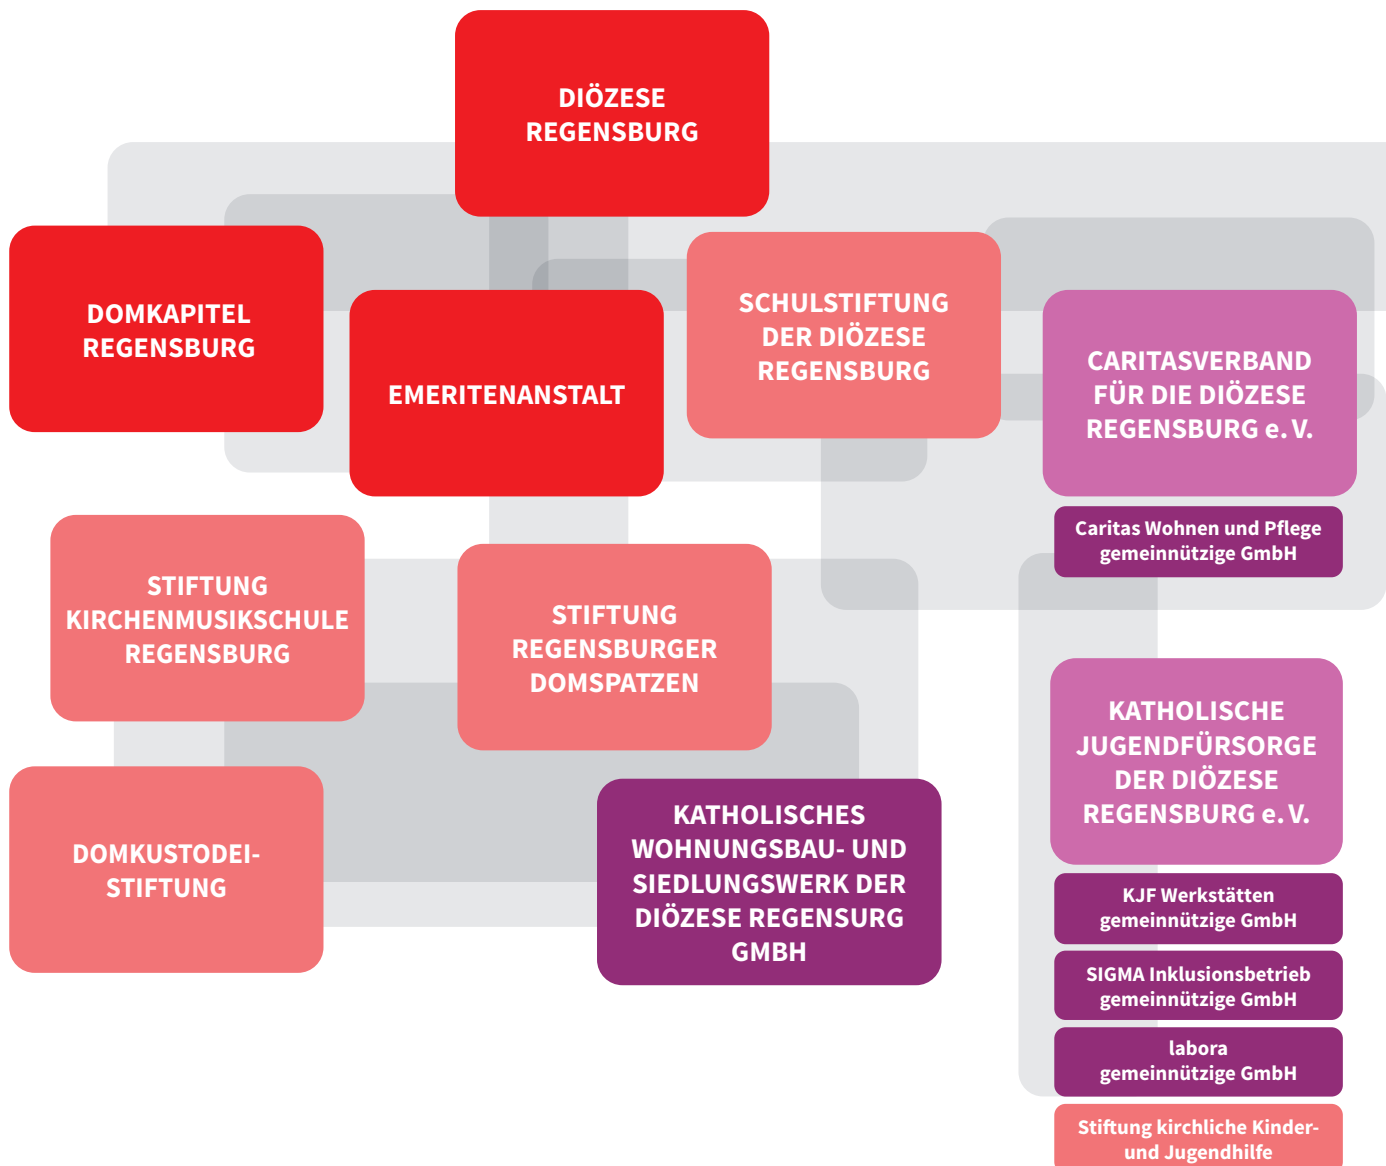 DIÖZESE
REGENSBURG
DOMKAPITEL
REGENSBURG
EMERITENANSTALT
SCHULSTIFTUNG
DER DIÖZESE
REGENSBURG
CARITASVERBAND
FÜR DIE DIÖZESE
REGENSBURG e. V.
Caritas Wohnen und Pflege
gemeinnützige GmbH
STIFTUNG
KIRCHENMUSIKSCHULE
REGENSBURG
STIFTUNG
REGENSBURGER
DOMSPATZEN
KATHOLISCHE
JUGENDFÜRSORGE
DER DIÖZESE
REGENSBURG e. V.
DOMKUSTODEI-
STIFTUNG
KATHOLISCHES
WOHNUNGSBAU- UND
SIEDLUNGSWERK DER
DIÖZESE REGENSURG
GMBH
KJF Werkstätten
gemeinnützige GmbH
SIGMA Inklusionsbetrieb
gemeinnützige GmbH
labora
gemeinnützige GmbH
Stiftung kirchliche Kinder-
und Jugendhilfe